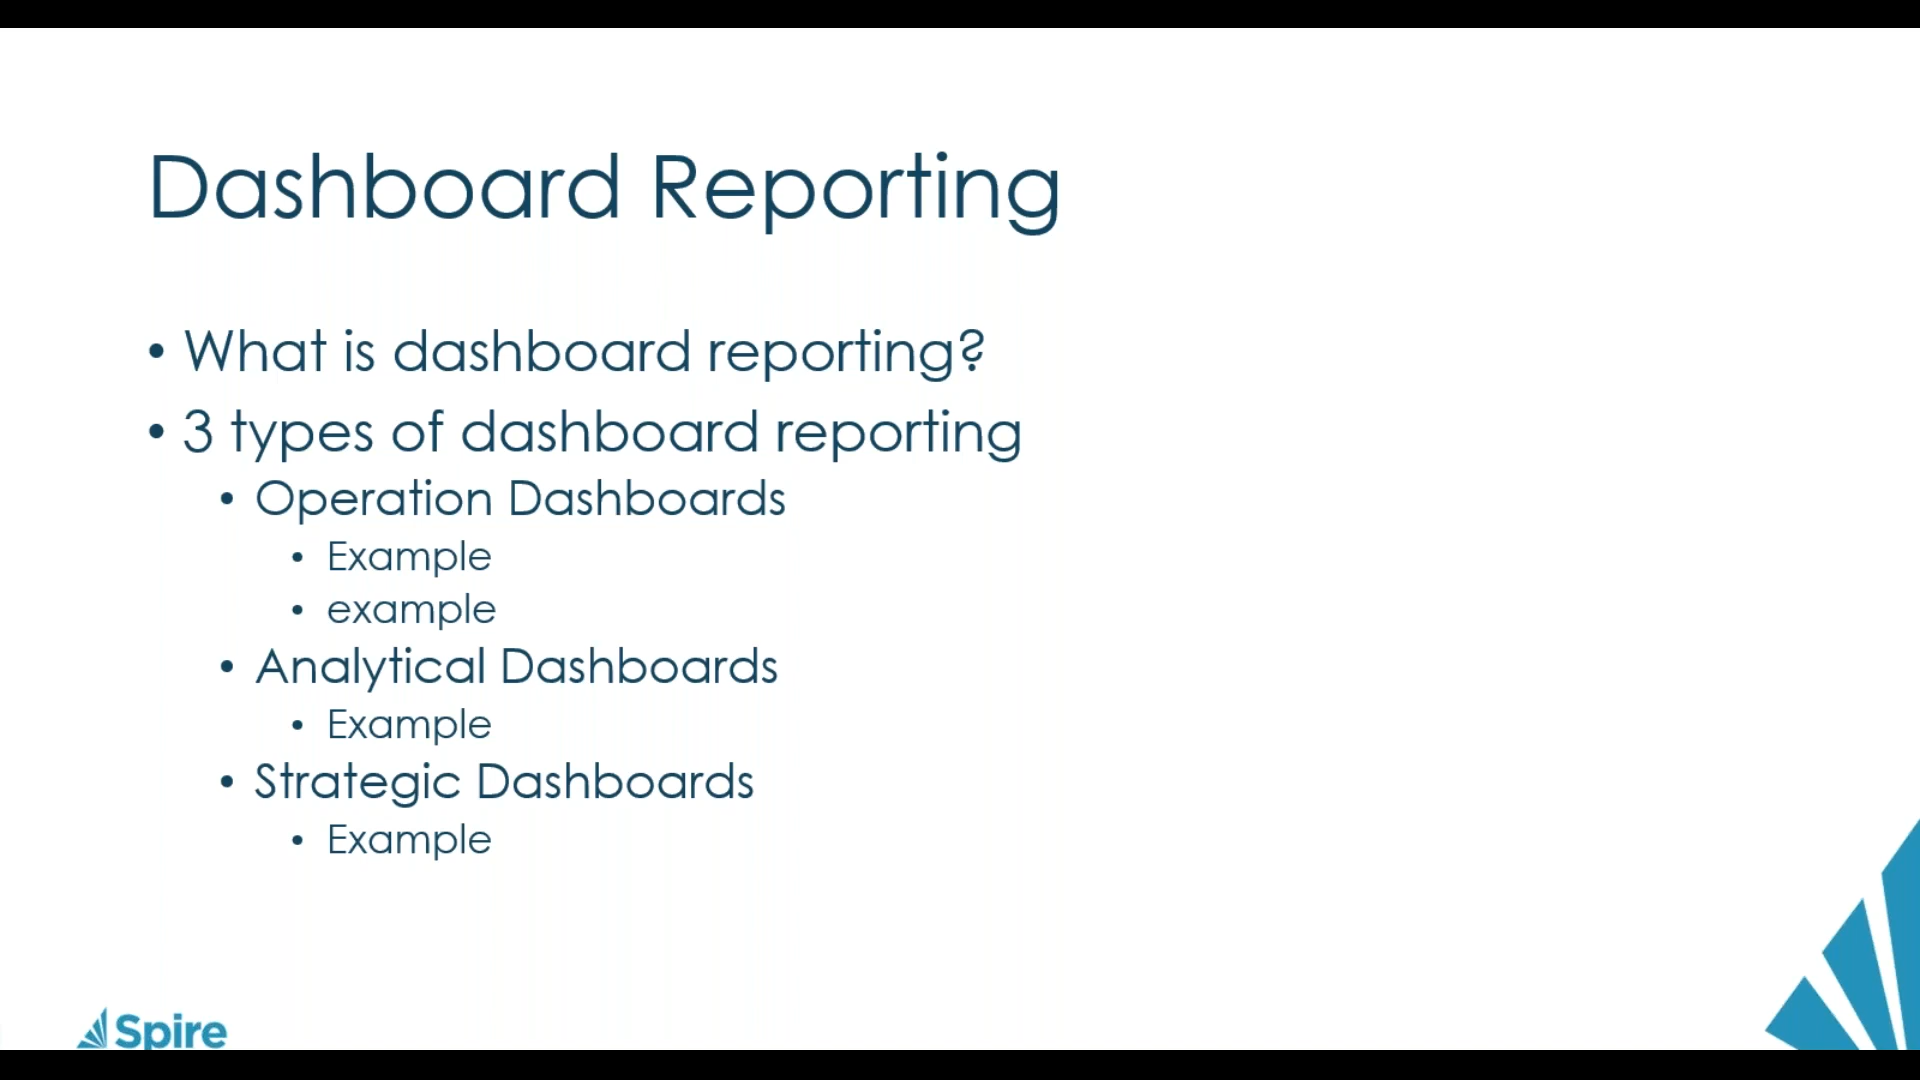 Dashboard Reporting
• What is dashboard reporting?
• 3 types of dashboard reporting
• Operation Dashboards
• Example
• example
• Analytical Dashboards
• Example
• Strategic Dashboards
• Example
Spire